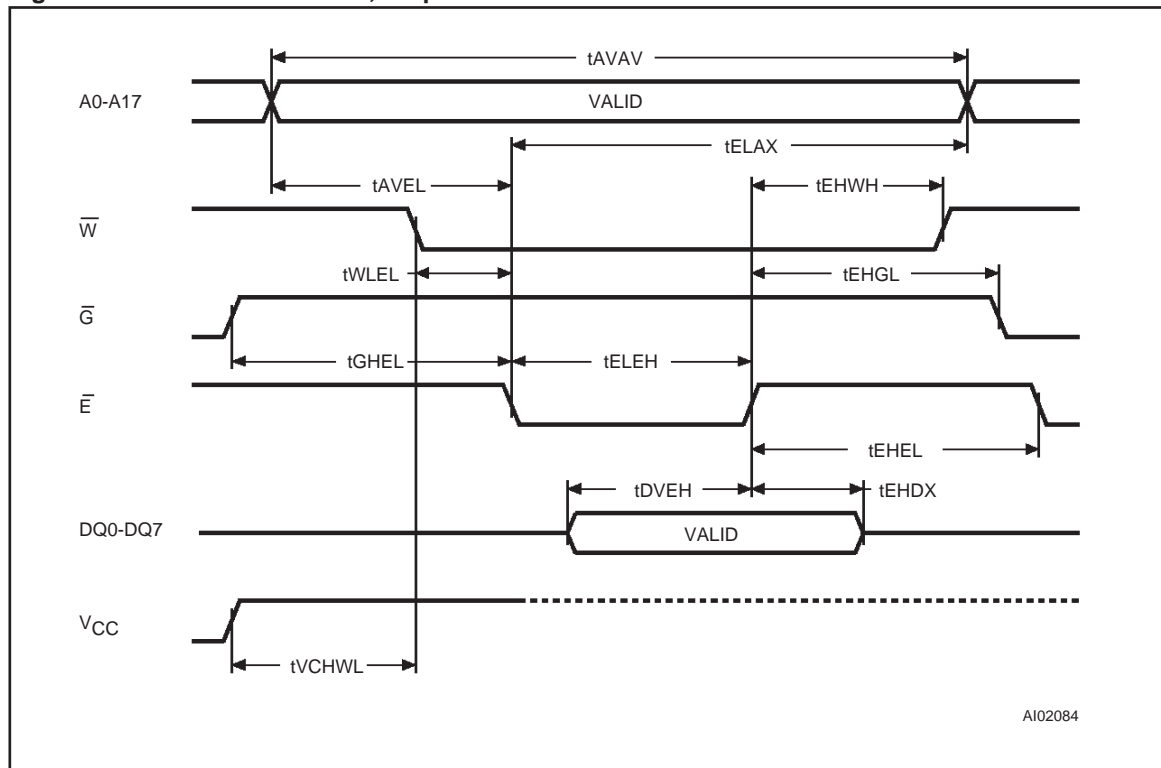 tAVAV
A0-A17
VALID
tELAX
tAVEL
tEHWH
W̅
tWLEL
tEHGL
G̅
tGHEL
tELEH
E̅
tEHEL
tDVEH
tEHDX
DQ0-DQ7
VALID
VCC
tVCHWL
AI02084